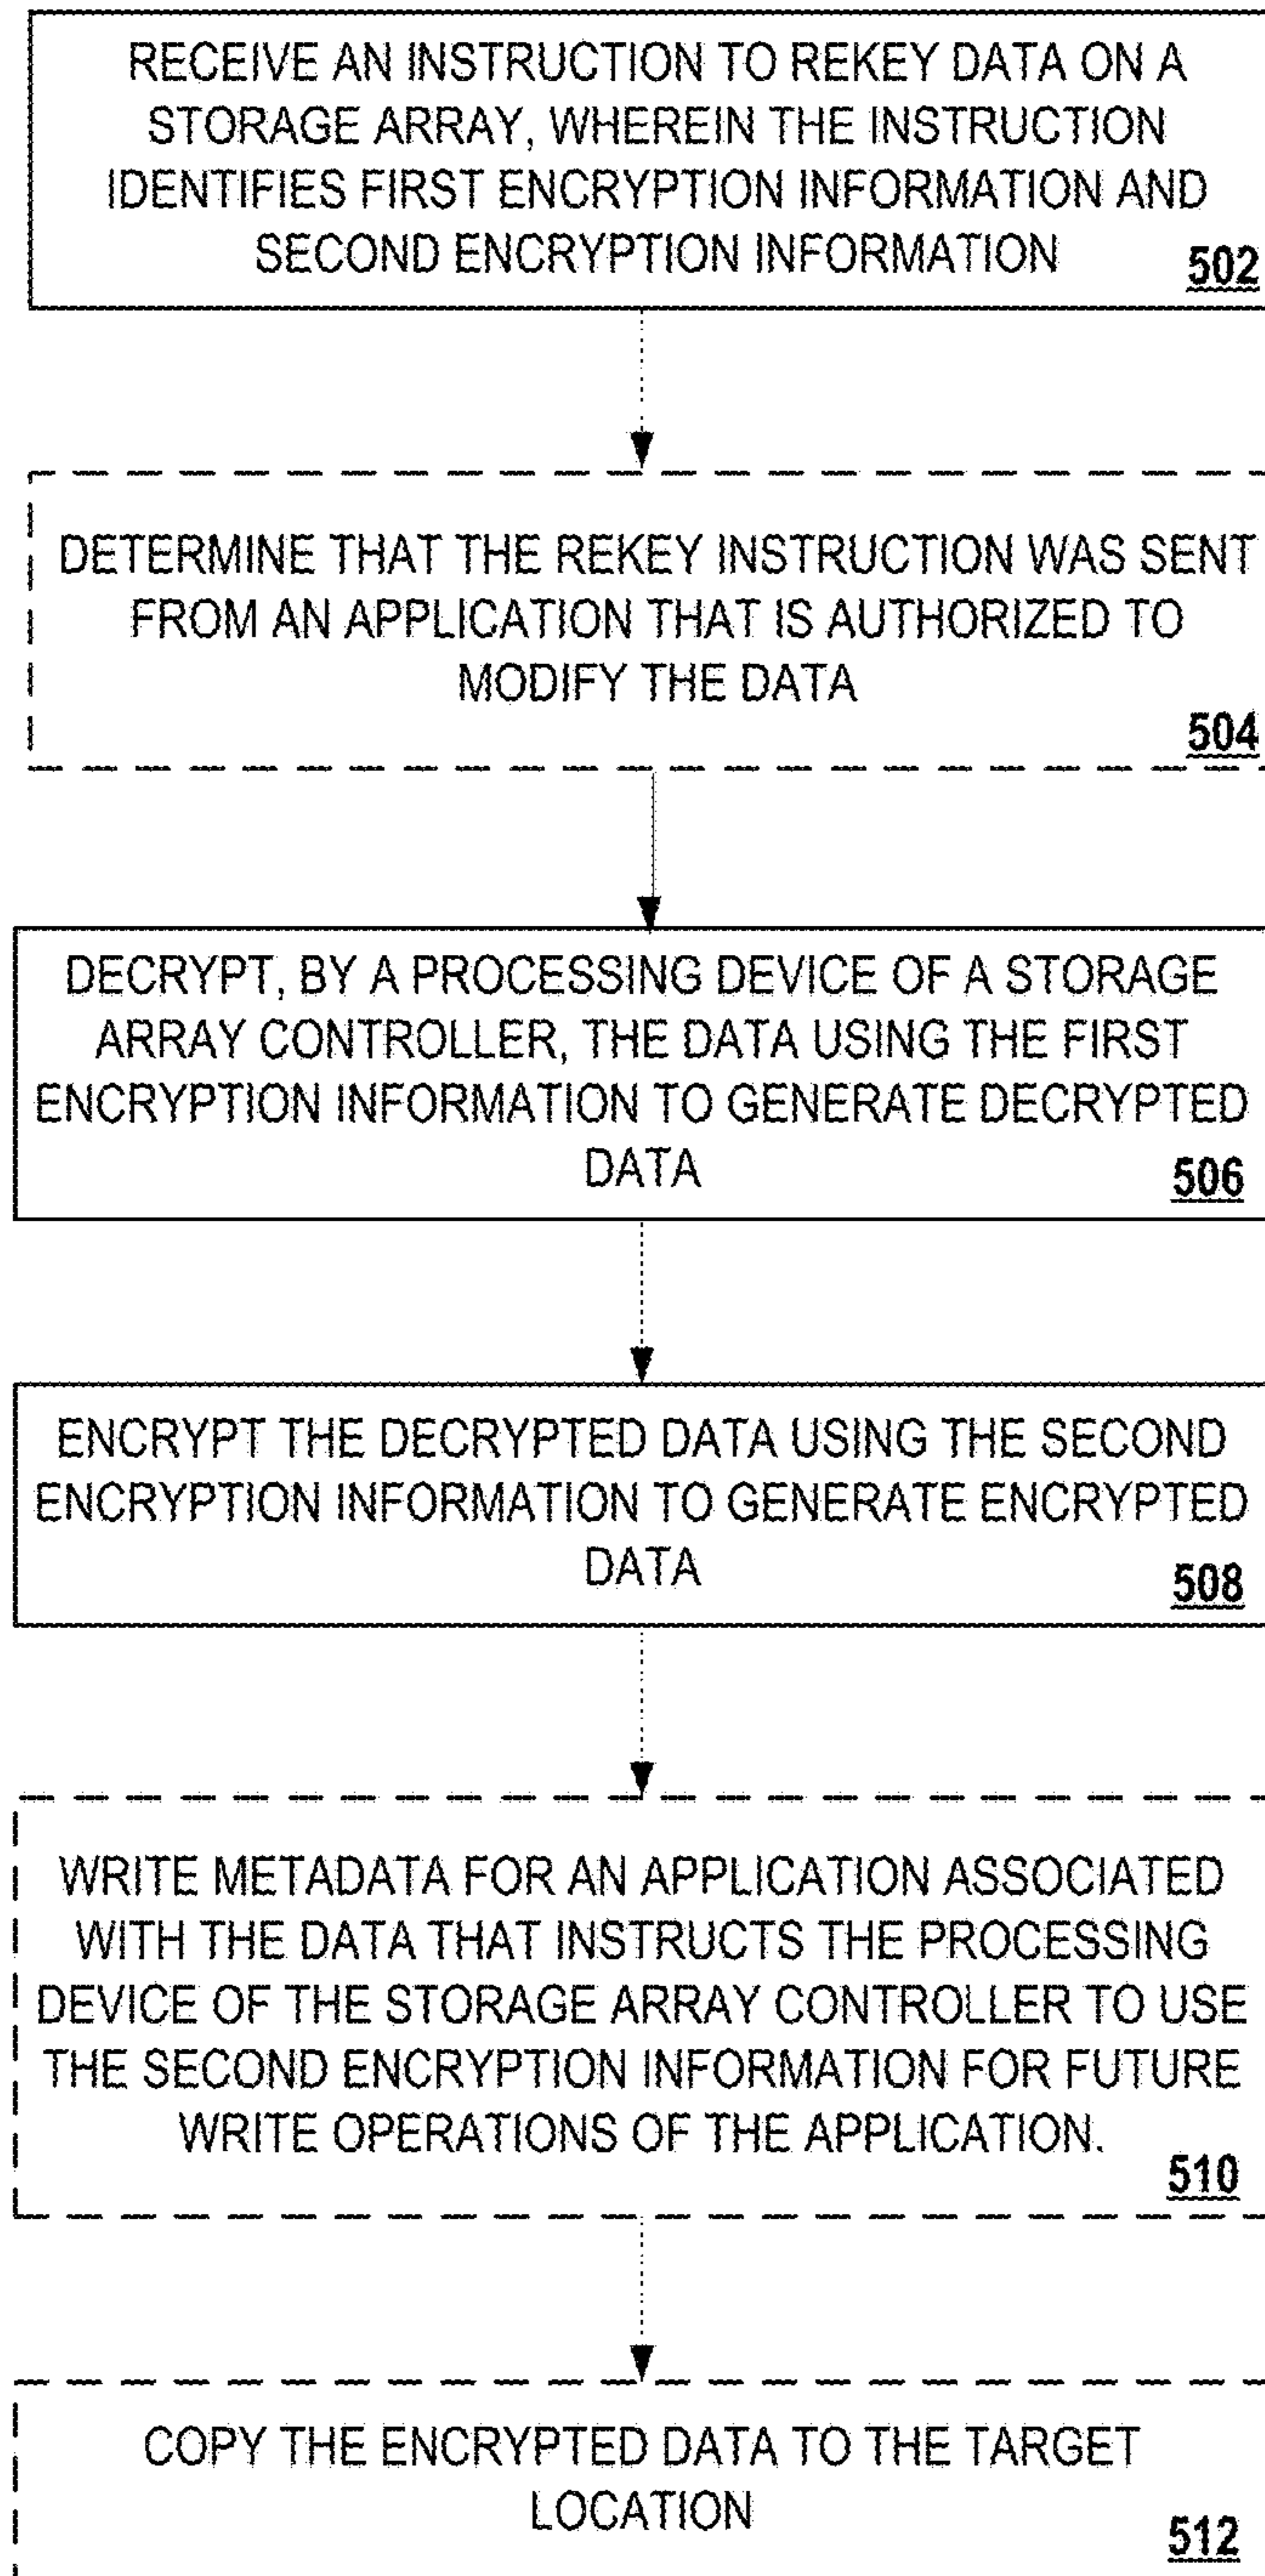 RECEIVE AN INSTRUCTION TO REKEY DATA ON A
STORAGE ARRAY, WHEREIN THE INSTRUCTION
IDENTIFIES FIRST ENCRYPTION INFORMATION AND
SECOND ENCRYPTION INFORMATION
502
DETERMINE THAT THE REKEY INSTRUCTION WAS SENT
FROM AN APPLICATION THAT IS AUTHORIZED TO
MODIFY THE DATA
504
DECRYPT, BY A PROCESSING DEVICE OF A STORAGE
ARRAY CONTROLLER, THE DATA USING THE FIRST
ENCRYPTION INFORMATION TO GENERATE DECRYPTED
DATA
506
ENCRYPT THE DECRYPTED DATA USING THE SECOND
ENCRYPTION INFORMATION TO GENERATE ENCRYPTED
DATA
508
WRITE METADATA FOR AN APPLICATION ASSOCIATED
WITH THE DATA THAT INSTRUCTS THE PROCESSING
DEVICE OF THE STORAGE ARRAY CONTROLLER TO USE
THE SECOND ENCRYPTION INFORMATION FOR FUTURE
WRITE OPERATIONS OF THE APPLICATION.
510
COPY THE ENCRYPTED DATA TO THE TARGET
LOCATION
512